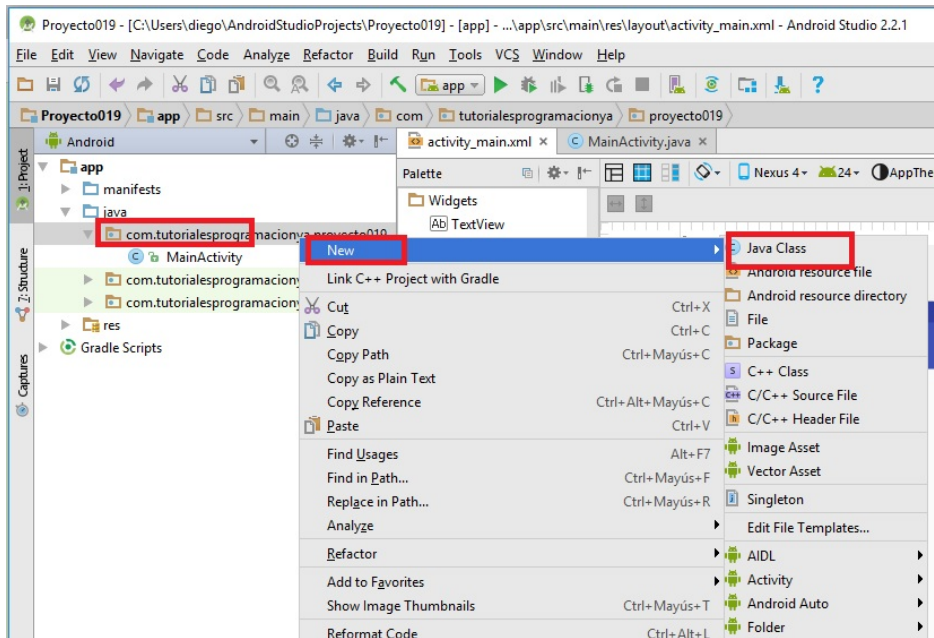 Proyecto019 - [C:\Users\diego\AndroidStudioProjects\Proyecto019] - [app] - ...\app\src\main\res\layout\activity_main.xml - Android Studio 2.2.1
File Edit View Navigate Code Analyze Refactor Build Run Tools VCS Window Help
app
Proyecto019 app src main java com tutorialesprogramacionya proyecto019
Android
activity_main.xml
MainActivity.java
1: Project
7: Structure
Captures
app
manifests
java
com.tutorialesprogramacionya.proyecto019
MainActivity
com.tutorialesprogramaciony
com.tutorialesprogramaciony
res
Gradle Scripts
Palette
Nexus 4
24
AppThe
Widgets
Ab TextView
New
Link C++ Project with Gradle
Cut Ctrl+X
Copy Ctrl+C
Copy Path Ctrl+Mayús+C
Copy as Plain Text
Copy Reference Ctrl+Alt+Mayús+C
Paste Ctrl+V
Find Usages Alt+F7
Find in Path... Ctrl+Mayús+F
Replace in Path... Ctrl+Mayús+R
Analyze
Refactor
Add to Favorites
Show Image Thumbnails Ctrl+Mayús+T
Reformat Code Ctrl+Alt+L
Java Class
Android resource file
Android resource directory
File
Package
S C++ Class
C++ C/C++ Source File
h C/C++ Header File
Image Asset
Vector Asset
Singleton
Edit File Templates...
AIDL
Activity
Android Auto
Folder